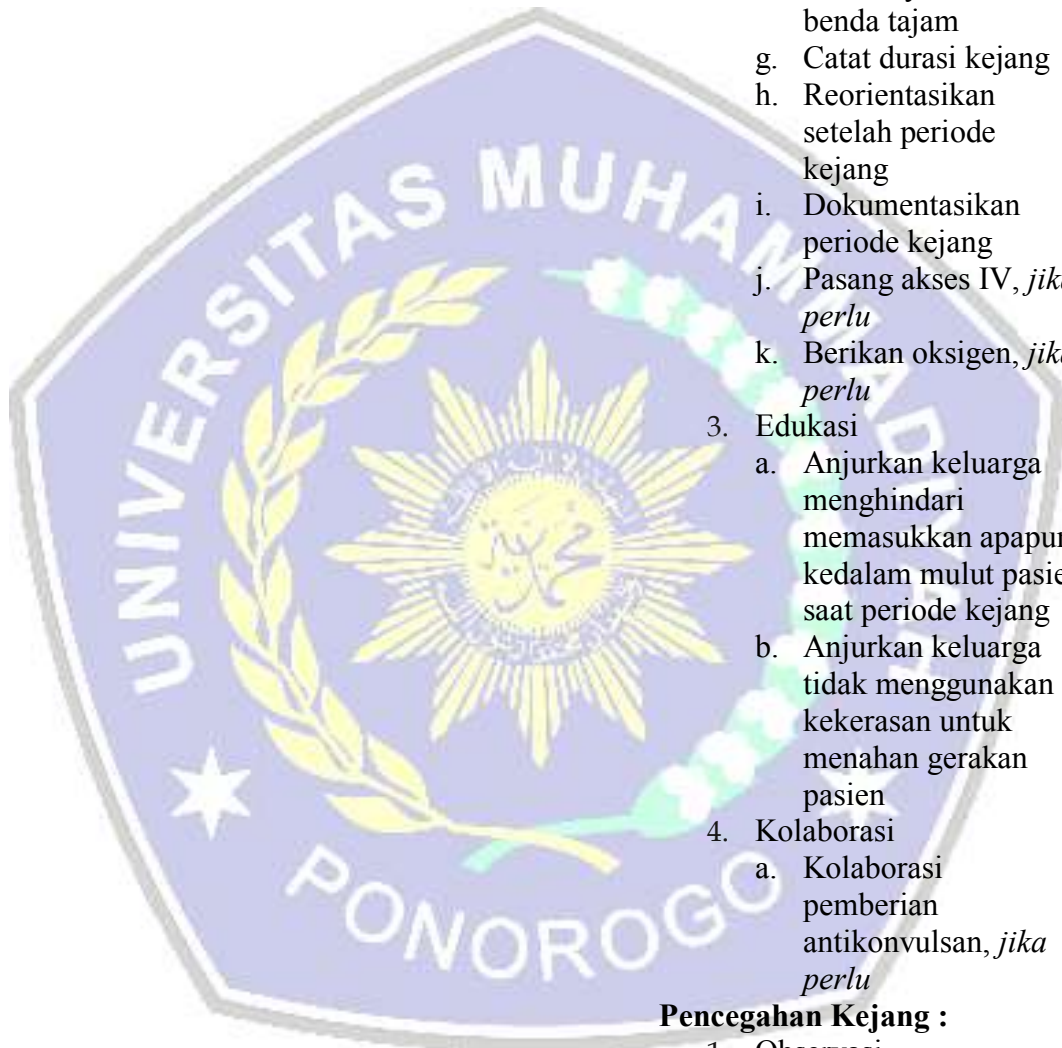 benda tajam
g. Catat durasi kejang
h. Reorientasikan
setelah periode
kejang
i. Dokumentasikan
periode kejang
j. Pasang akses IV,
perlu
k. Berikan oksigen,
perlu
3. Edukasi
a. Anjurkan keluarga
menghindari
memasukkan
kedalam mulut
saat periode kejang
b. Anjurkan keluarga
tidak menggunakan
kekerasan untuk
menahan gerakan
pasien
4. Kolaborasi
a. Kolaborasi
pemberian
antikonvulsan, jika
perlu
Pencegahan Kejang :
UNIVERSITAS MUHAMMADIYAH
PONOROGO